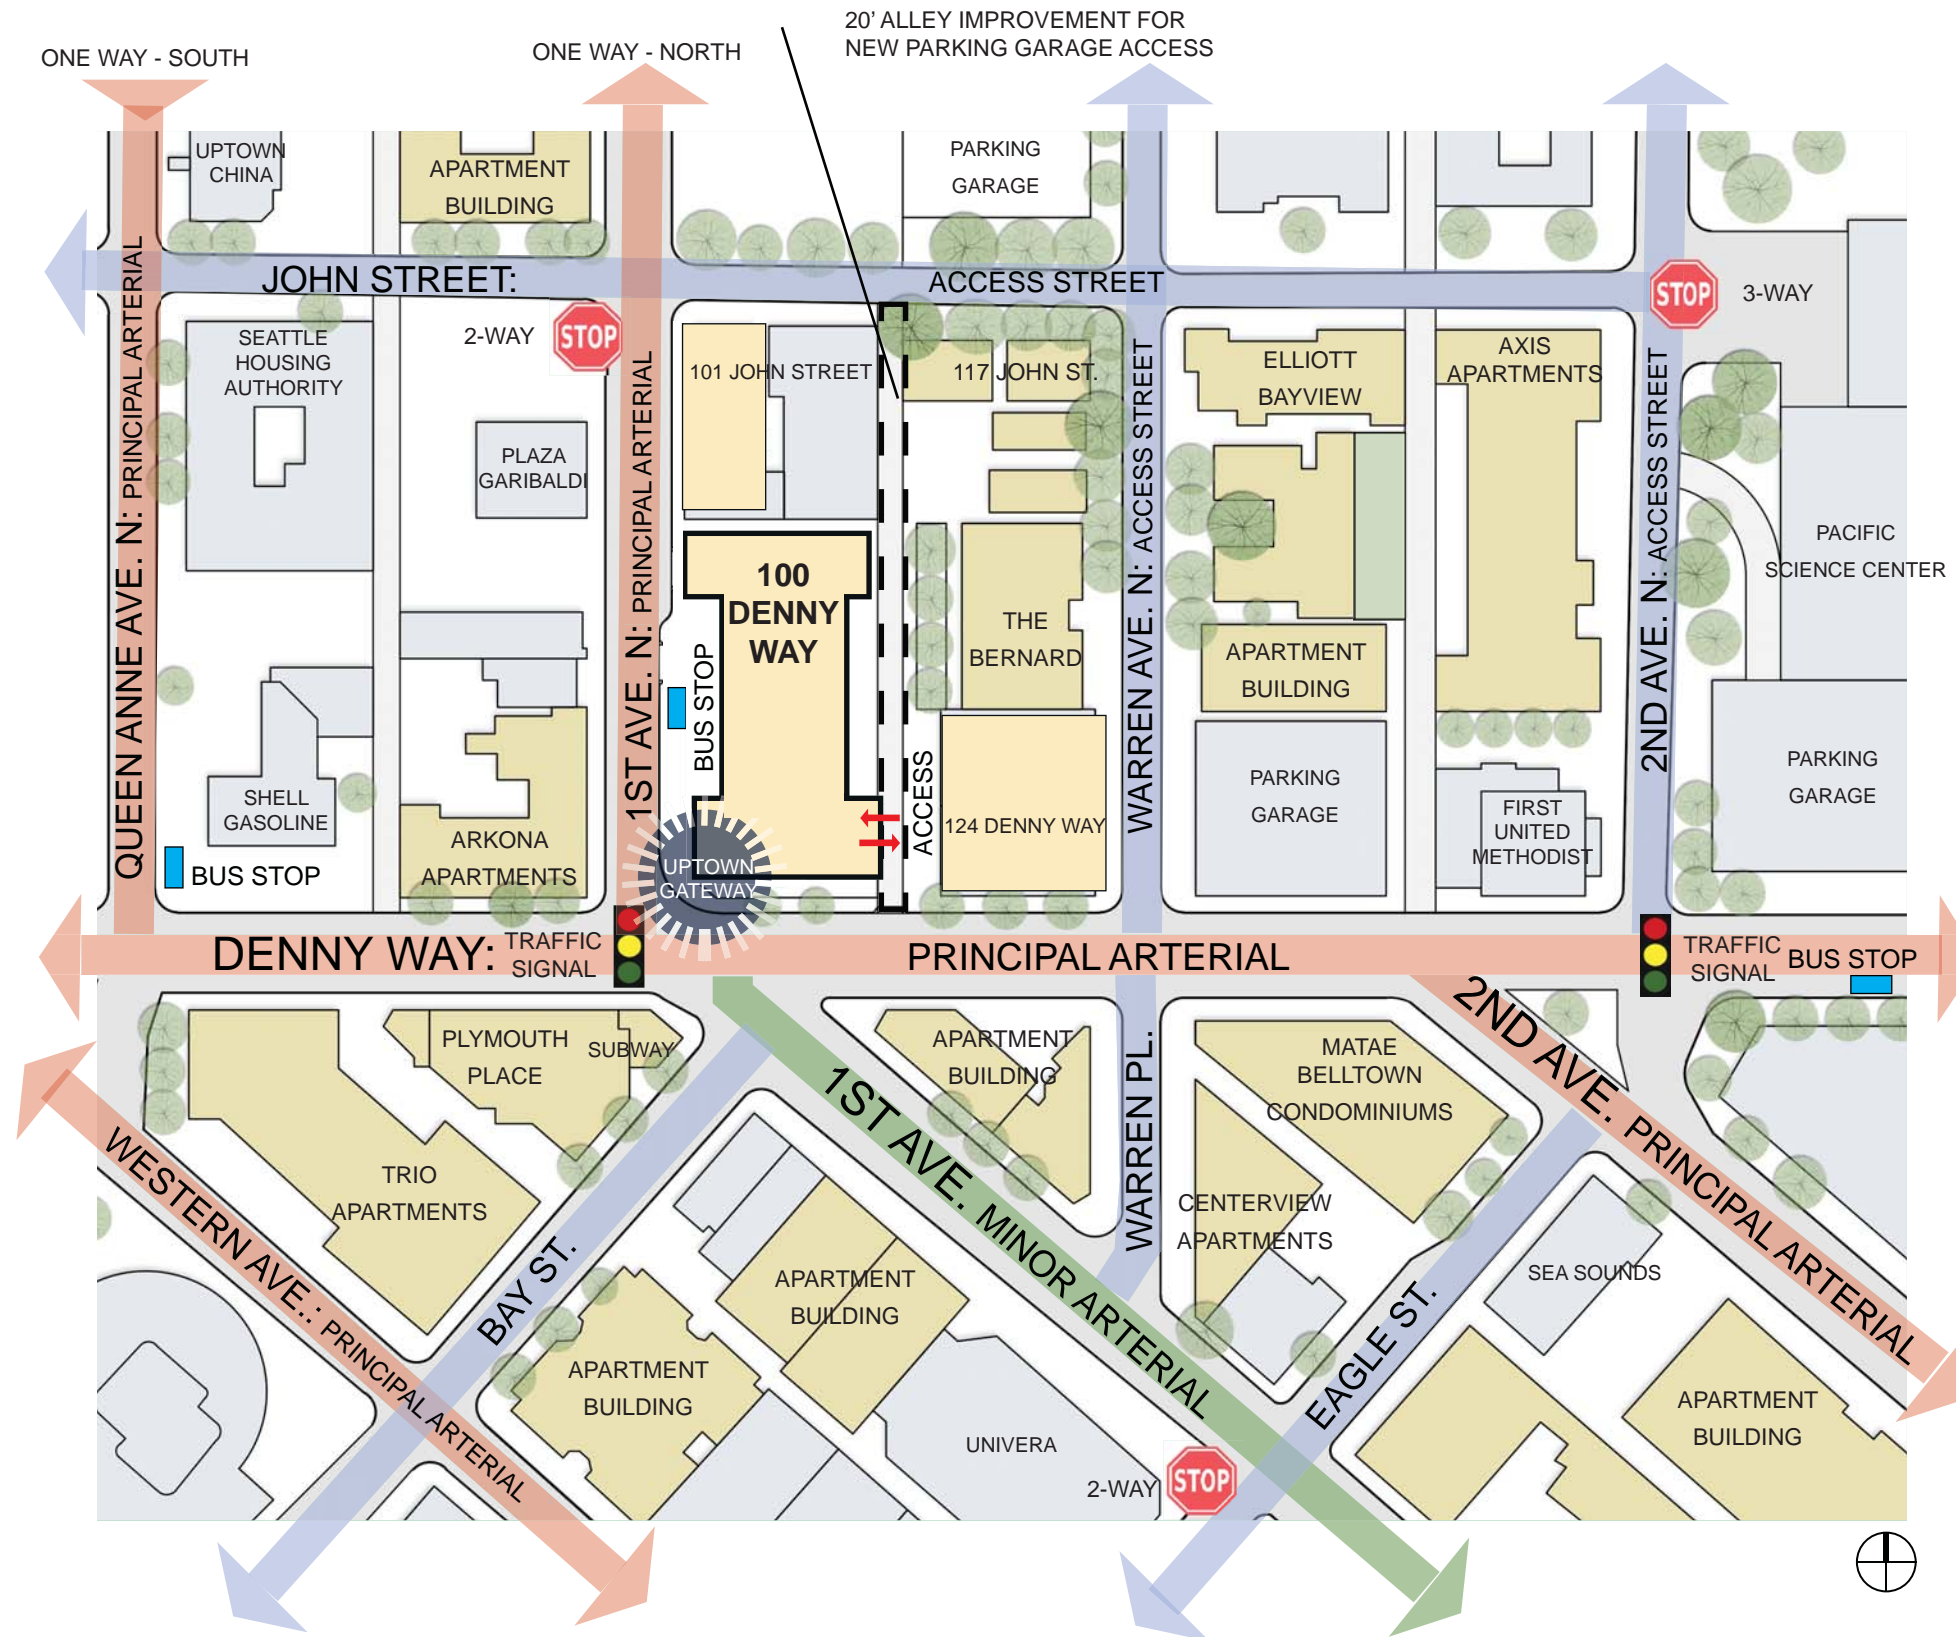 20' ALLEY IMPROVEMENT FOR
NEW PARKING GARAGE ACCESS
ONE WAY - SOUTH
ONE WAY - NORTH
UPTOWN
CHINA
APARTMENT
BUILDING
PARKING
GARAGE
JOHN STREET:
ACCESS STREET
STOP
3-WAY
2-WAY
STOP
SEATTLE
HOUSING
AUTHORITY
PLAZA
GARIBALDI
101 JOHN STREET
117 JOHN ST.
ELLIOTT
BAYVIEW
AXIS
APARTMENTS
QUEEN ANNE AVE. N: PRINCIPAL ARTERIAL
1ST AVE. N: PRINCIPAL ARTERIAL
WARREN AVE. N: ACCESS STREET
2ND AVE. N: ACCESS STREET
PACIFIC
SCIENCE CENTER
100
DENNY
WAY
THE
BERNARD
APARTMENT
BUILDING
BUS STOP
ACCESS
PARKING
GARAGE
PARKING
GARAGE
SHELL
GASOLINE
ARKONA
APARTMENTS
124 DENNY WAY
FIRST
UNITED
METHODIST
BUS STOP
UPTOWN
GATEWAY
DENNY WAY:
TRAFFIC
SIGNAL
PRINCIPAL ARTERIAL
TRAFFIC
SIGNAL
BUS STOP
PLYMOUTH
PLACE
SUBWAY
APARTMENT
BUILDING
MATAE
BELLTOWN
CONDOMINIUMS
2ND AVE. PRINCIPAL ARTERIAL
1ST AVE. MINOR ARTERIAL
WARREN PL.
TRIO
APARTMENTS
CENTERVIEW
APARTMENTS
WESTERN AVE.: PRINCIPAL ARTERIAL
BAY ST.
APARTMENT
BUILDING
SEA SOUNDS
EAGLE ST.
APARTMENT
BUILDING
APARTMENT
BUILDING
UNIVERA
2-WAY
STOP